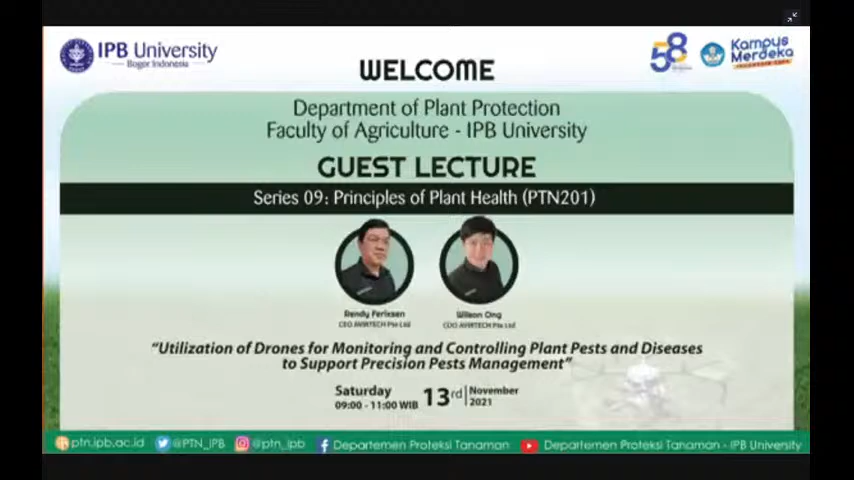 IPB University
Bogor Indonesia
58
Kampus
Merdeka
WELCOME
Department of Plant Protection
Faculty of Agriculture - IPB University
GUEST LECTURE
Series 09: Principles of Plant Health (PTN201)
Rendy Ferixsen
CEO AVIRTECH Pte Ltd
Wilson Ong
COO AVIRTECH Pte Ltd
"Utilization of Drones for Monitoring and Controlling Plant Pests and Diseases
to Support Precision Pests Management"
Saturday
09:00 - 11:00 WIB
13rd
November
2021
ptn.ipb.ac.id @PTN_IPB @ptn_ipb Departemen Proteksi Tanaman Departemen Proteksi Tanaman - IPB University